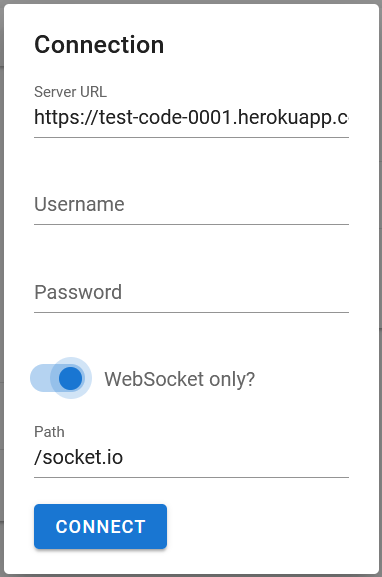 Connection
Server URL
https://test-code-0001.herokuapp.c
Username
Password
WebSocket only?
Path
/socket.io
CONNECT